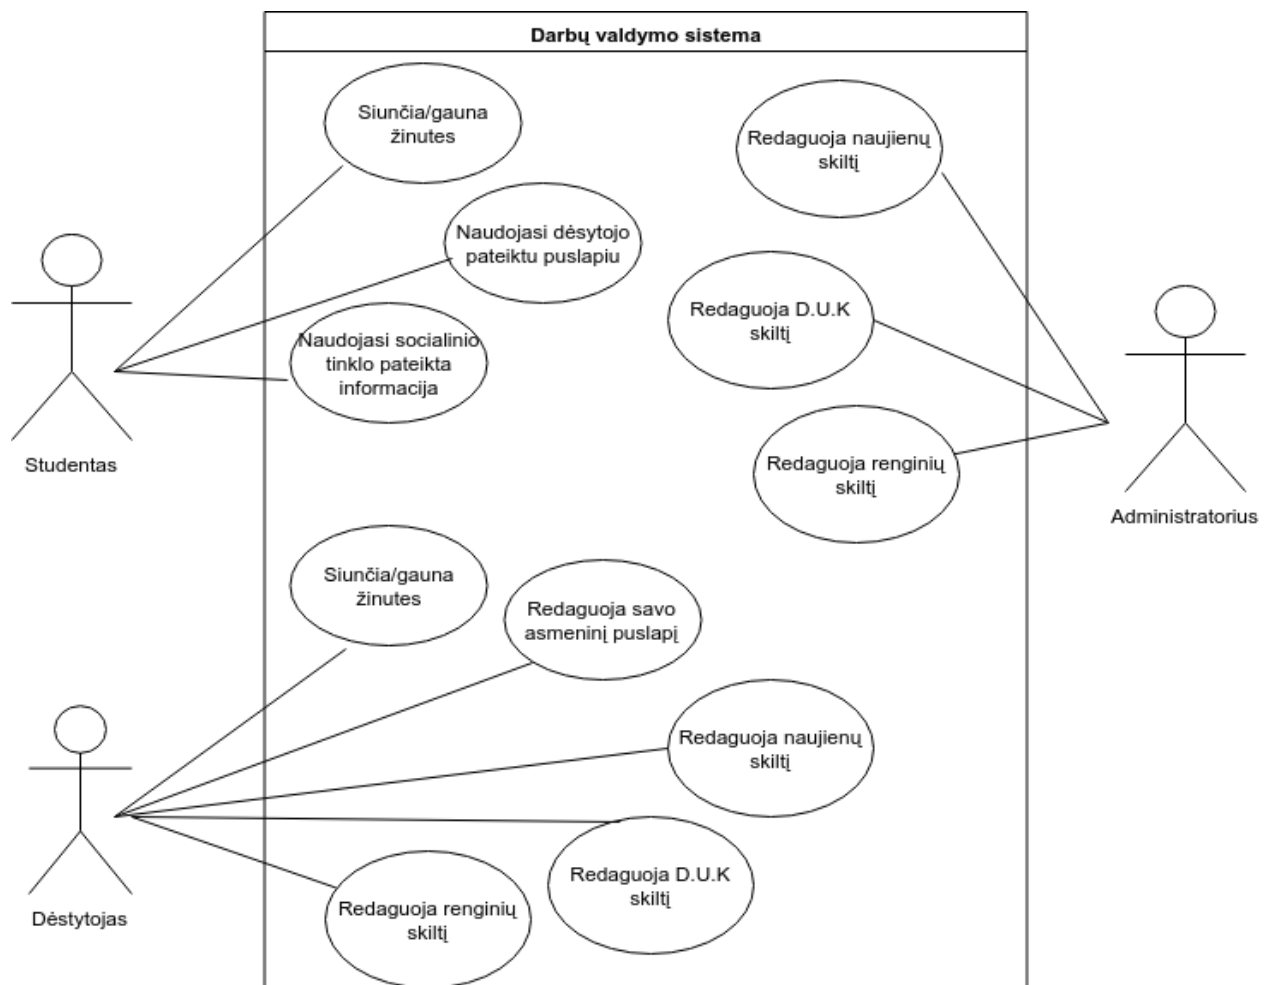 Darbų valdymo sistema
Siunčia/gauna
žinutes
Redaguoja naujienų
skiltį
Naudojasi dėsytojo
pateiktu puslapiu
Redaguoja D.U.K
skiltį
Naudojasi socialinio
tinklo pateikta
informacija
Studentas
Redaguoja renginių
skiltį
Administratorius
Siunčia/gauna
žinutes
Redaguoja savo
asmeninį puslapį
Redaguoja naujienų
skiltį
Redaguoja D.U.K
skiltį
Dėstytojas
Redaguoja renginių
skiltį